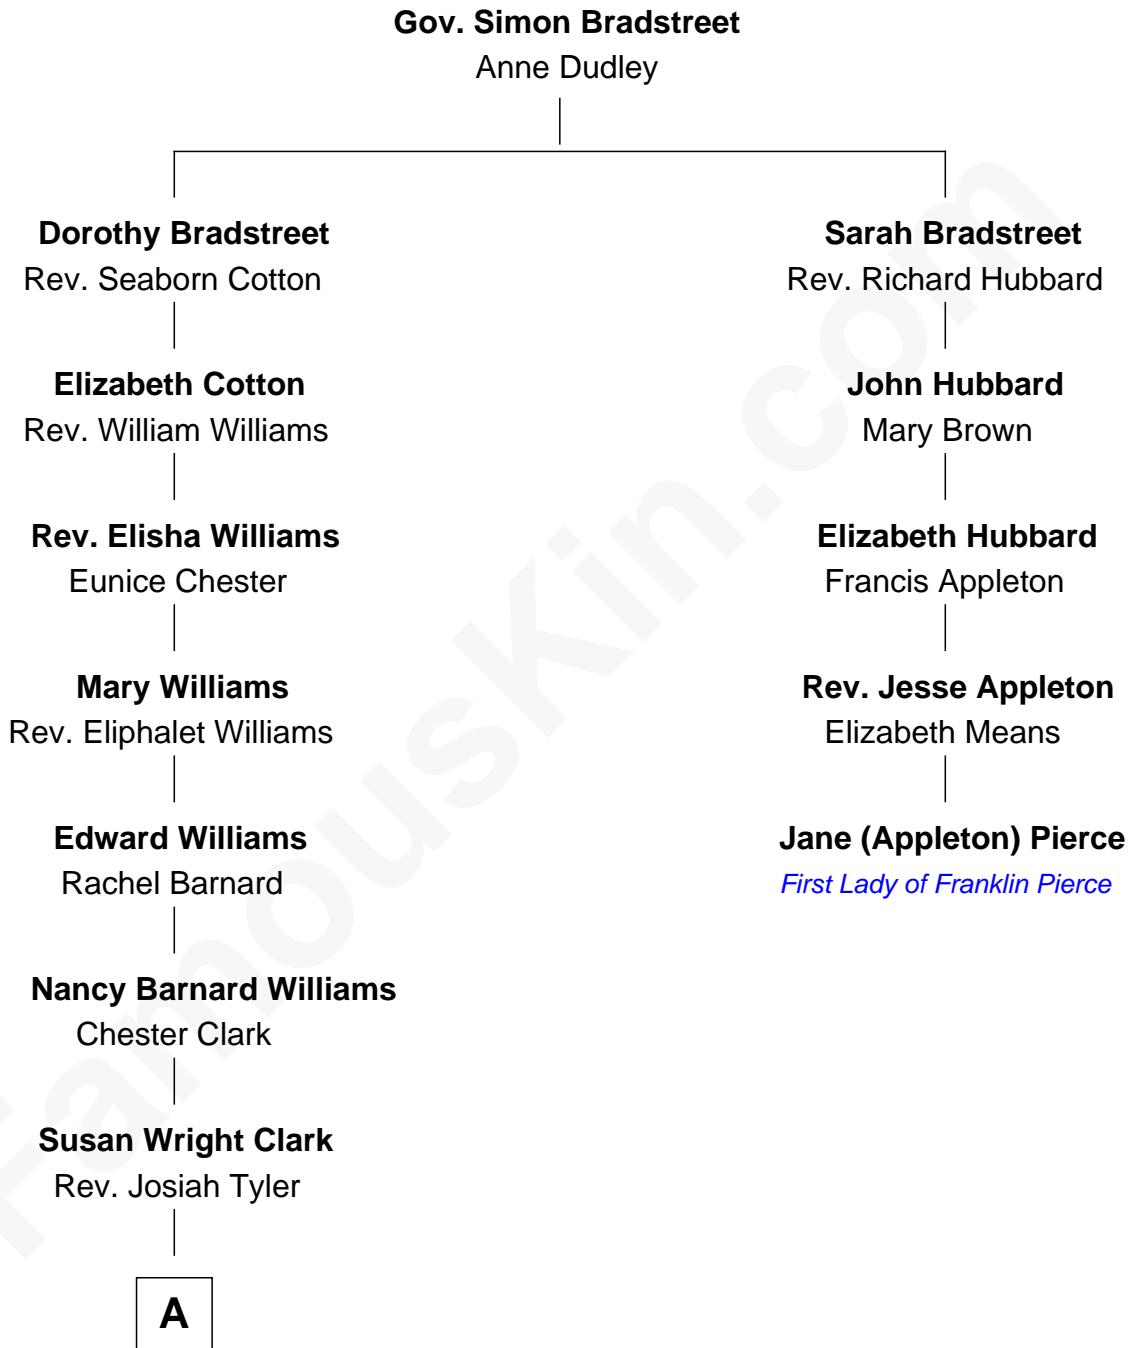 Gov. Simon Bradstreet
Anne Dudley
Dorothy Bradstreet
Rev. Seaborn Cotton
Sarah Bradstreet
Rev. Richard Hubbard
Elizabeth Cotton
Rev. William Williams
John Hubbard
Mary Brown
Rev. Elisha Williams
Eunice Chester
Elizabeth Hubbard
Francis Appleton
Mary Williams
Rev. Eliphalet Williams
Rev. Jesse Appleton
Elizabeth Means
Edward Williams
Rachel Barnard
Jane (Appleton) Pierce
First Lady of Franklin Pierce
Nancy Barnard Williams
Chester Clark
Susan Wright Clark
Rev. Josiah Tyler
A
FamousKin.com